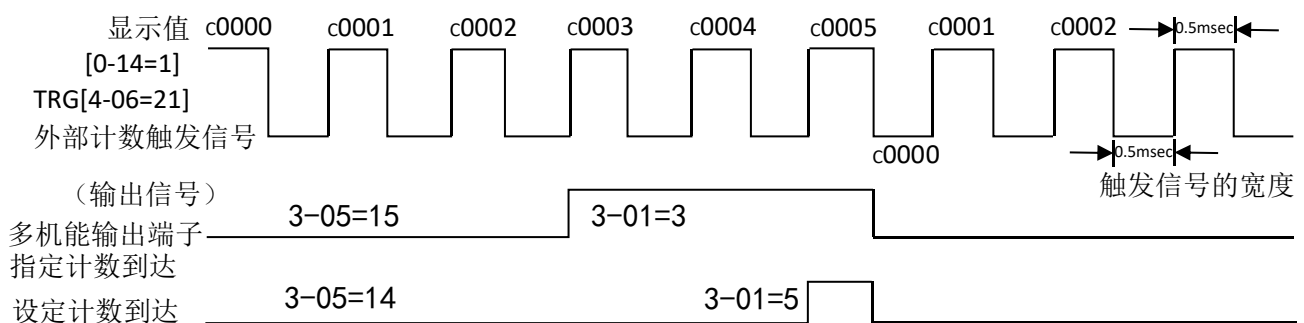 显示值 c0000 c0001 c0002 c0003 c0004 c0005 c0001 c0002 0.5msec
[0-14=1]
TRG[4-06=21]
外部计数触发信号
c0000 0.5msec
触发信号的宽度
（输出信号）
3-05=15 3-01=3
多机能输出端子
指定计数到达
3-05=14 3-01=5
设定计数到达